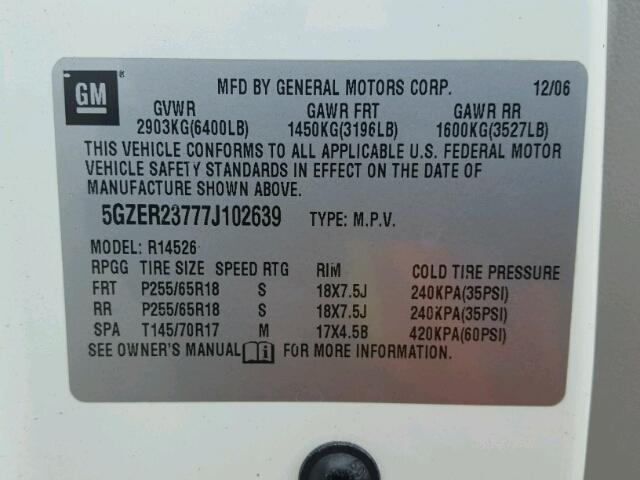 GM ®
MFD BY GENERAL MOTORS CORP. 12/06
GVWR GAWR FRT GAWR RR
2903KG(6400LB) 1450KG(3196LB) 1600KG(3527LB)
THIS VEHICLE CONFORMS TO ALL APPLICABLE U.S. FEDERAL MOTOR
VEHICLE SAFETY STANDARDS IN EFFECT ON THE DATE OF
MANUFACTURE SHOWN ABOVE.
5GZER23777J102639 TYPE: M.P.V.
MODEL: R14526
RPGG TIRE SIZE SPEED RTG RIM COLD TIRE PRESSURE
FRT P255/65R18 S 18X7.5J 240KPA(35PSI)
RR P255/65R18 S 18X7.5J 240KPA(35PSI)
SPA T145/70R17 M 17X4.5B 420KPA(60PSI)
SEE OWNER'S MANUAL i FOR MORE INFORMATION.